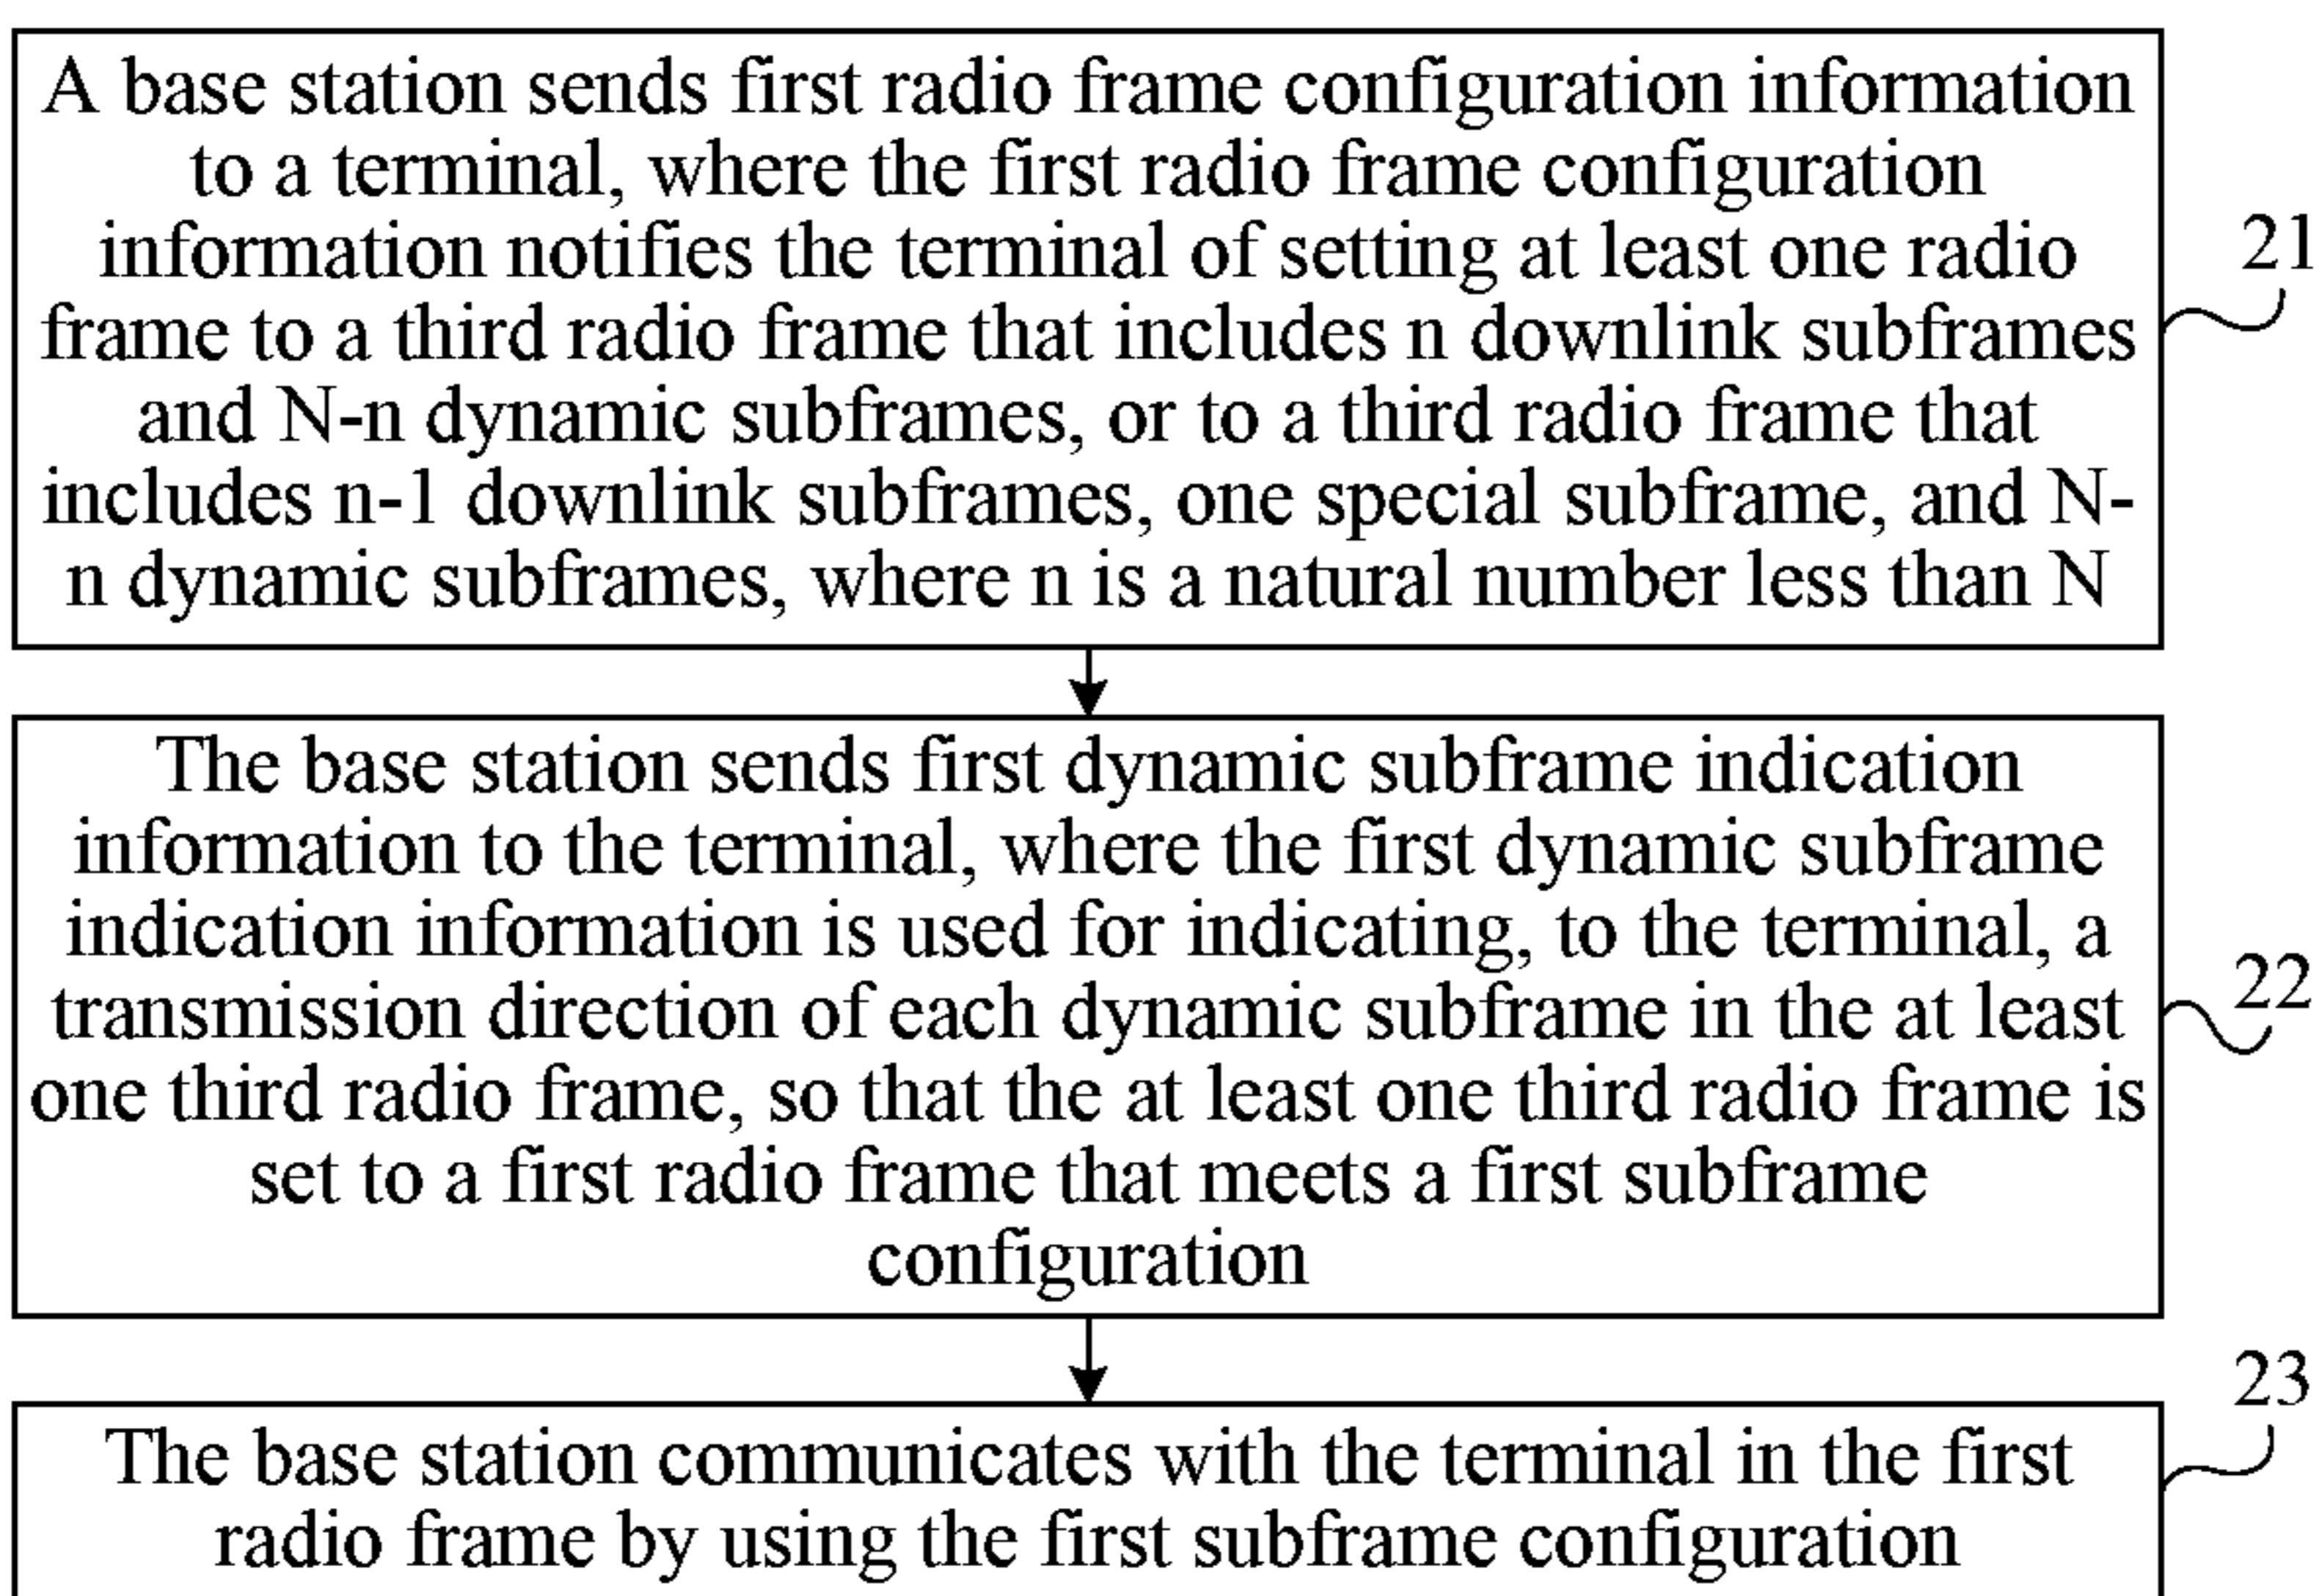 A base station sends first radio frame configuration information
to a terminal, where the first radio frame configuration
information notifies the terminal of setting at least one radio
frame to a third radio frame that includes n downlink subframes
and N-n dynamic subframes, or to a third radio frame that
includes n-1 downlink subframes, one special subframe, and N-
n dynamic subframes, where n is a natural number less than N
21
The base station sends first dynamic subframe indication
information to the terminal, where the first dynamic subframe
indication information is used for indicating, to the terminal, a
transmission direction of each dynamic subframe in the at least
one third radio frame, so that the at least one third radio frame is
set to a first radio frame that meets a first subframe
configuration
22
The base station communicates with the terminal in the first
radio frame by using the first subframe configuration
23